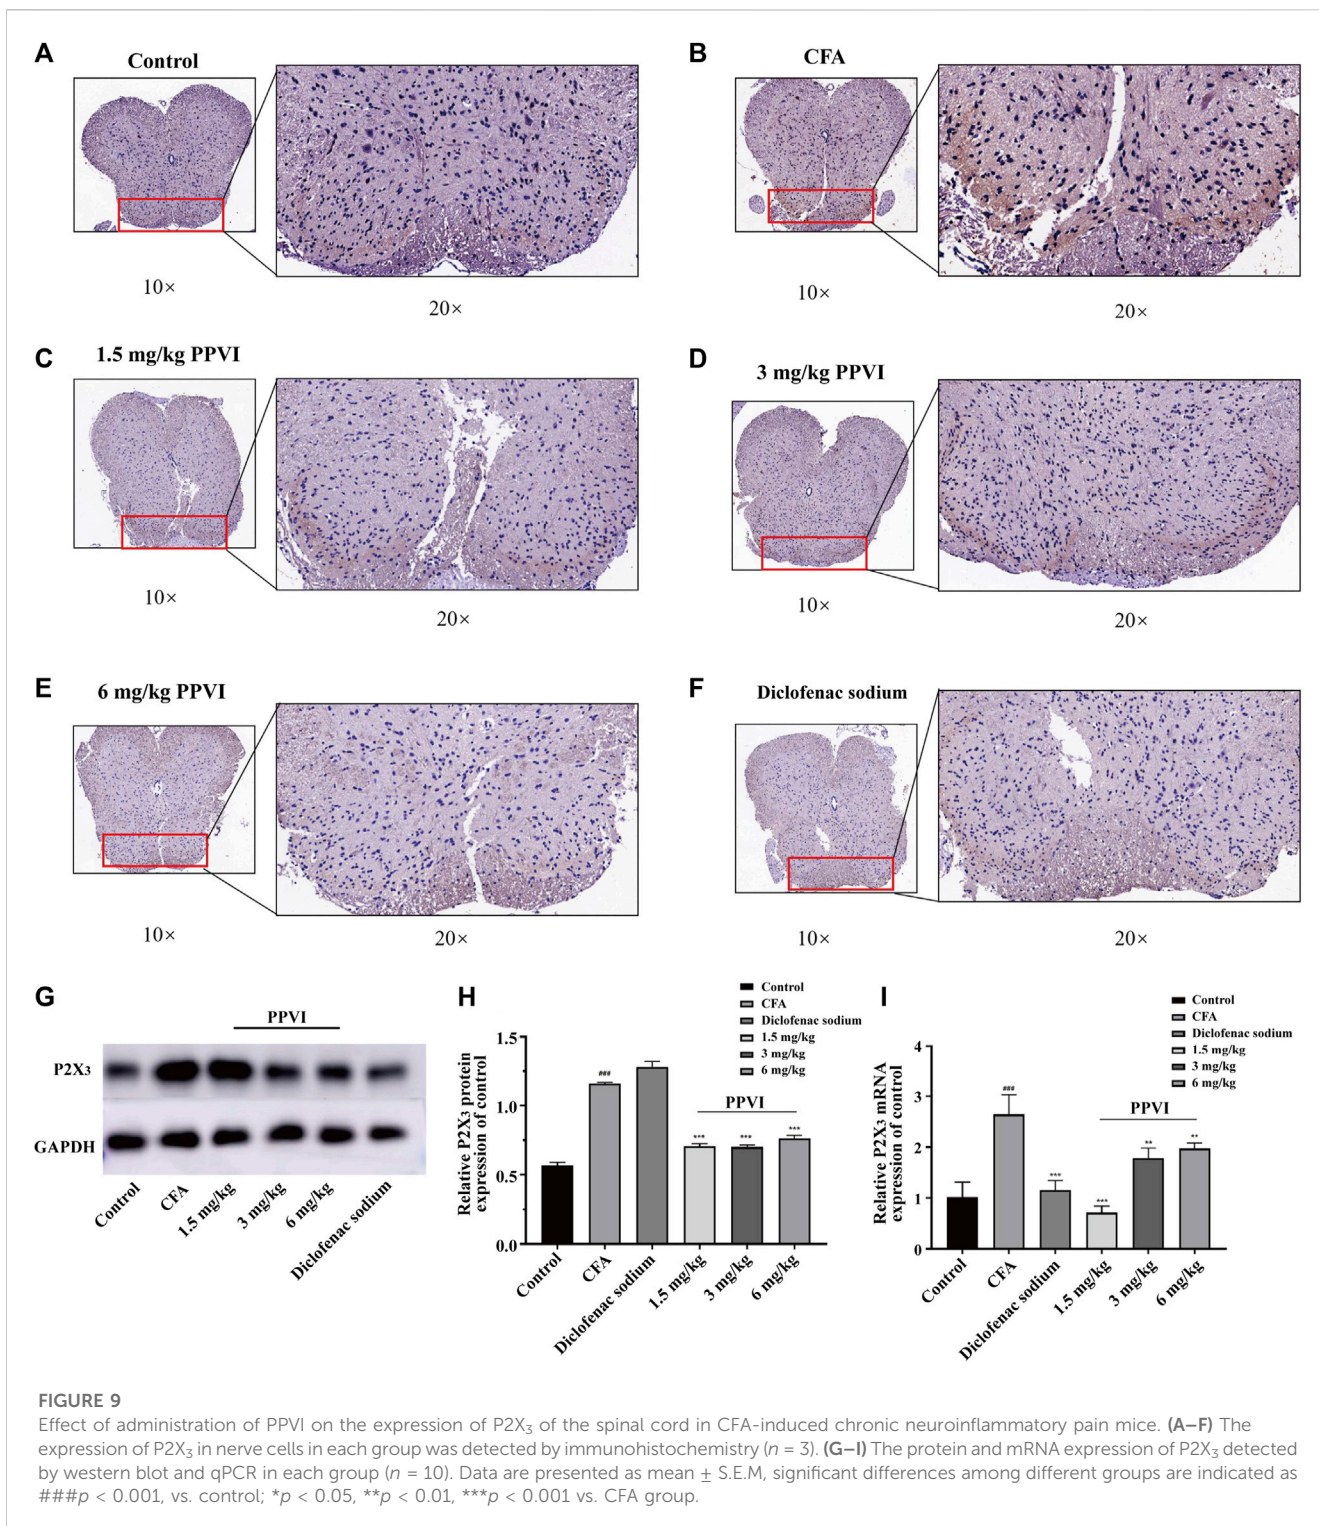 A
Control
10×
20×
B
CFA
10×
20×
C
1.5 mg/kg PPVI
10×
20×
D
3 mg/kg PPVI
10×
20×
E
6 mg/kg PPVI
10×
20×
F
Diclofenac sodium
10×
20×
G
PPVI
P2X3
GAPDH
Control
CFA
1.5 mg/kg
3 mg/kg
6 mg/kg
Diclofenac sodium
H
Control
CFA
Diclofenac sodium
1.5 mg/kg
3 mg/kg
6 mg/kg
Relative P2X3 protein
expression of control
1.5
1.0
0.5
0.0
###
PPVI
***
***
***
Control
CFA
Diclofenac sodium
1.5 mg/kg
3 mg/kg
6 mg/kg
I
Control
CFA
Diclofenac sodium
1.5 mg/kg
3 mg/kg
6 mg/kg
Relative P2X3 mRNA
expression of control
4
3
2
1
0
###
PPVI
***
***
**
**
Control
CFA
Diclofenac sodium
1.5 mg/kg
3 mg/kg
6 mg/kg
FIGURE 9
Effect of administration of PPVI on the expression of P2X3 of the spinal cord in CFA-induced chronic neuroinflammatory pain mice. (A–F) The
expression of P2X3 in nerve cells in each group was detected by immunohistochemistry (n = 3). (G–I) The protein and mRNA expression of P2X3 detected
by western blot and qPCR in each group (n = 10). Data are presented as mean ± S.E.M, significant differences among different groups are indicated as
###p < 0.001, vs. control; *p < 0.05, **p < 0.01, ***p < 0.001 vs. CFA group.